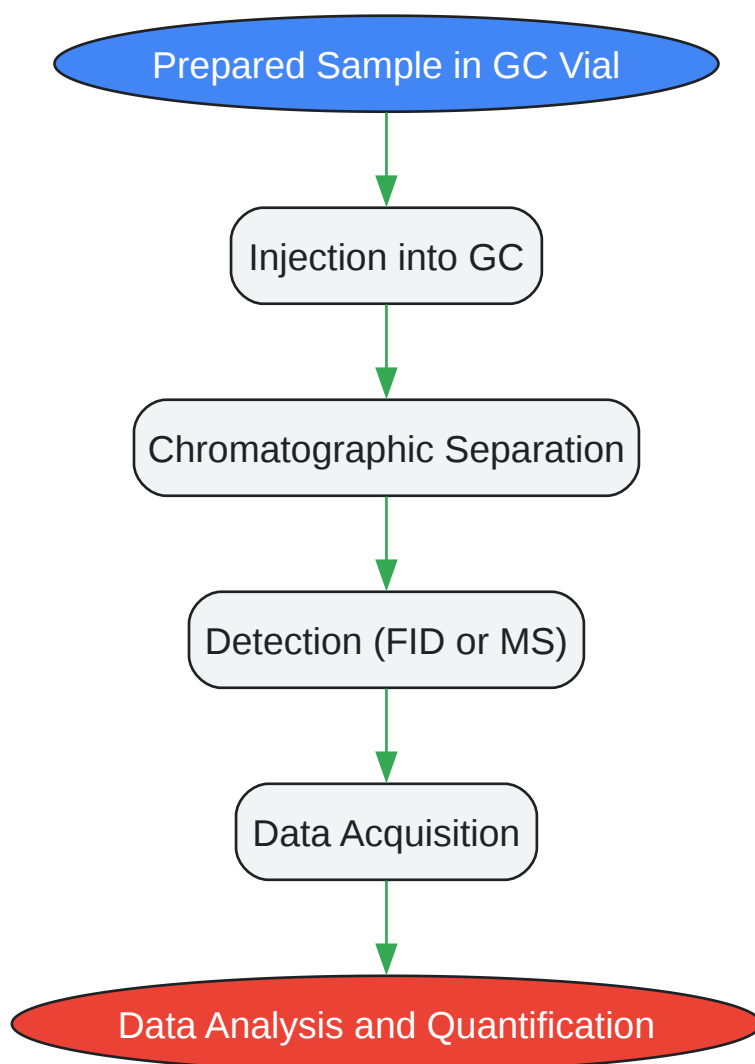 Prepared Sample in GC Vial
Injection into GC
Chromatographic Separation
Detection (FID or MS)
Data Acquisition
Data Analysis and Quantification